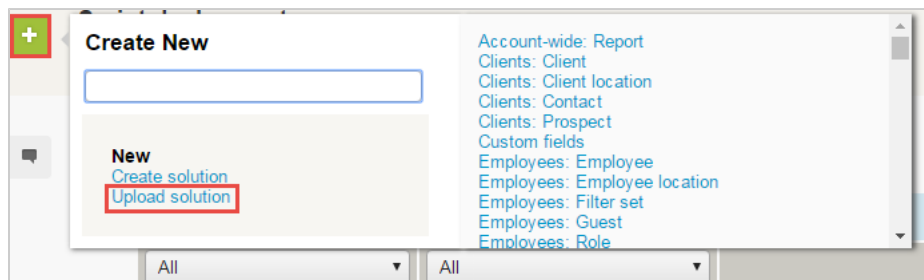 +
Create New
New
Create solution
Upload solution
Account-wide: Report
Clients: Client
Clients: Client location
Clients: Contact
Clients: Prospect
Custom fields
Employees: Employee
Employees: Employee location
Employees: Filter set
Employees: Guest
Employees: Role
All
All